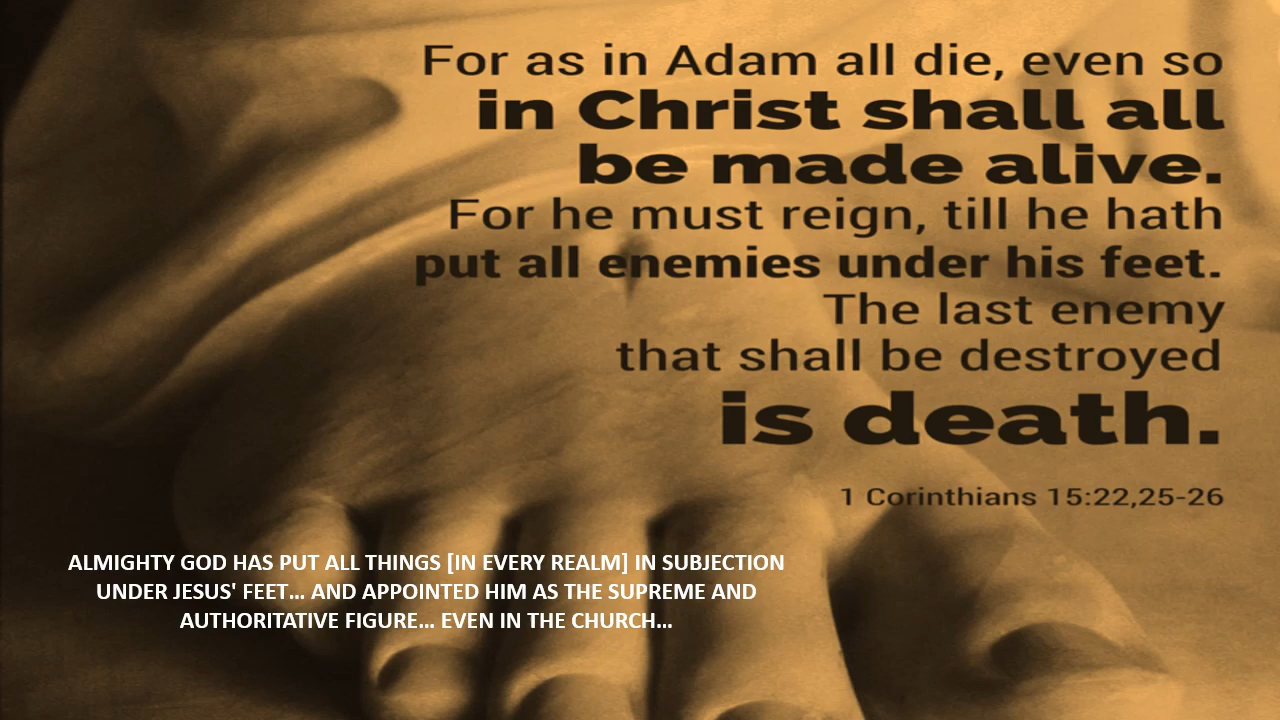 For as in Adam all die, even so
in Christ shall all
be made alive.
For he must reign, till he hath
put all enemies under his feet.
The last enemy
that shall be destroyed
is death.
1 Corinthians 15:22,25-26
ALMIGHTY GOD HAS PUT ALL THINGS [IN EVERY REALM] IN SUBJECTION
UNDER JESUS' FEET... AND APPOINTED HIM AS THE SUPREME AND
AUTHORITATIVE FIGURE... EVEN IN THE CHURCH...